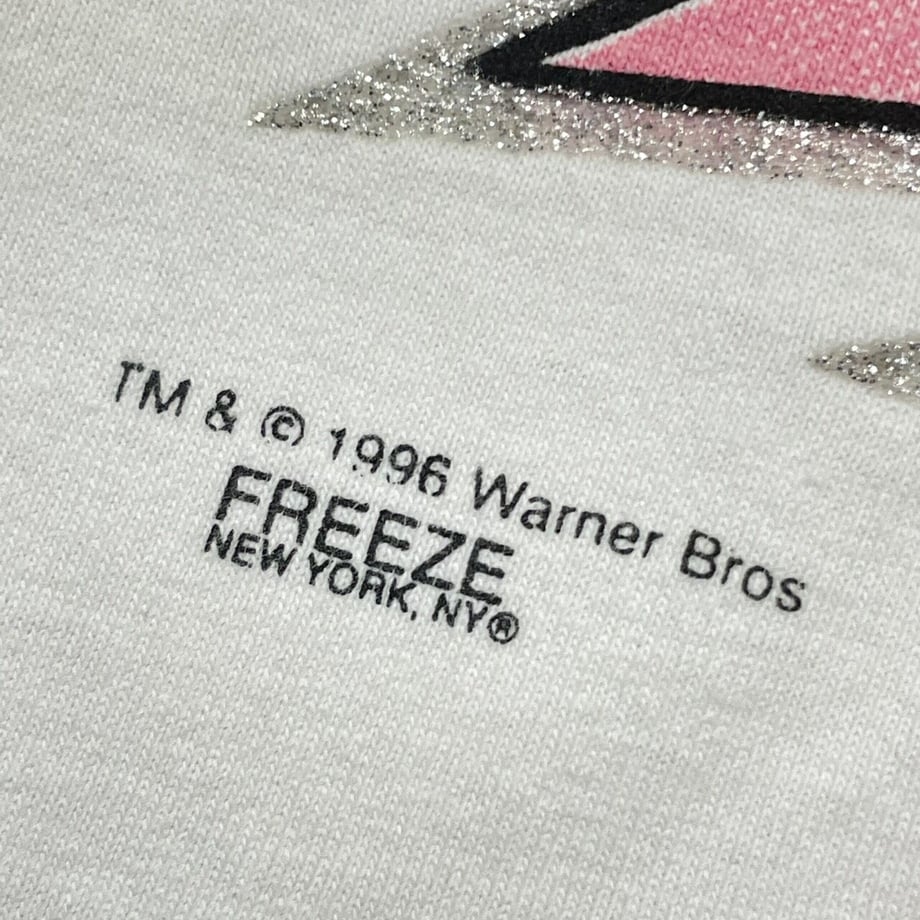 TM & © 1996 Warner Bros
FREEZE
NEW YORK, NY®